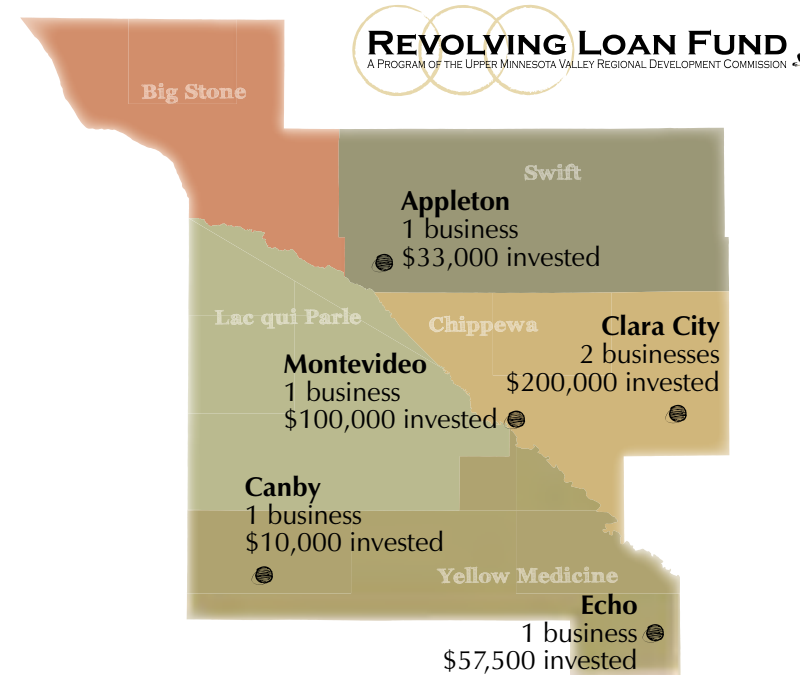 REVOLVING LOAN FUND
A PROGRAM OF THE UPPER MINNESOTA VALLEY REGIONAL DEVELOPMENT COMMISSION
Big Stone
Swift
Appleton
1 business
$33,000 invested
Lac qui Parle
Chippewa
Clara City
2 businesses
$200,000 invested
Montevideo
1 business
$100,000 invested
Canby
1 business
$10,000 invested
Yellow Medicine
Echo
1 business
$57,500 invested